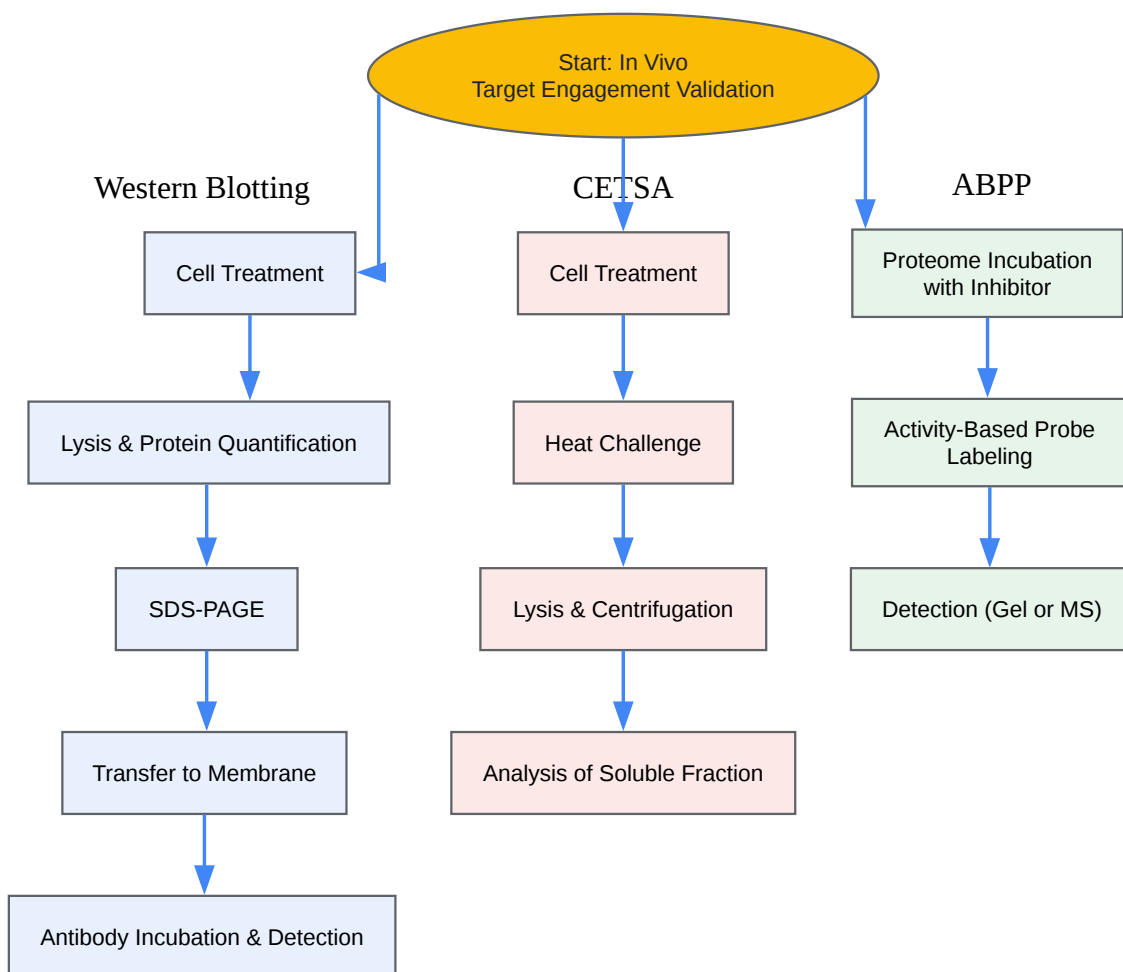 Start: In Vivo
Target Engagement Validation
Western Blotting
Cell Treatment
Lysis & Protein Quantification
SDS-PAGE
Transfer to Membrane
Antibody Incubation & Detection
CETSA
Cell Treatment
Heat Challenge
Lysis & Centrifugation
Analysis of Soluble Fraction
ABPP
Proteome Incubation
with Inhibitor
Activity-Based Probe
Labeling
Detection (Gel or MS)